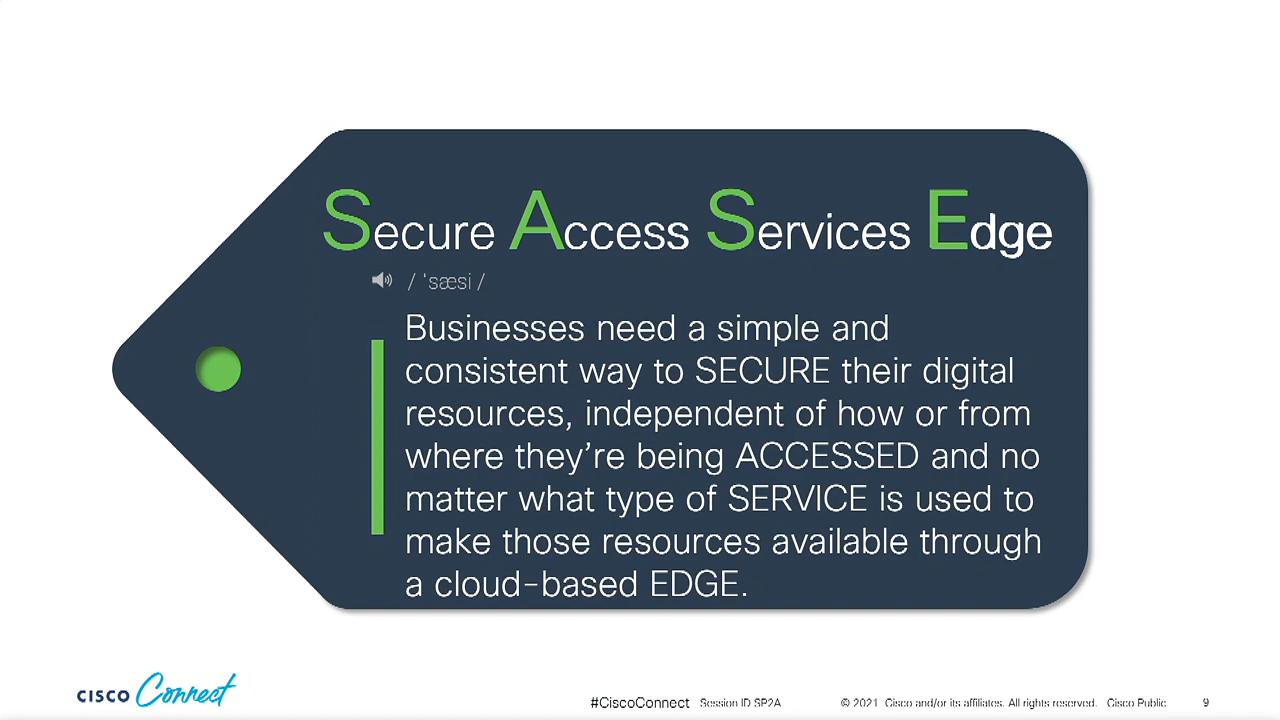 Secure Access Services Edge
/ ˈsæsi /
Businesses need a simple and
consistent way to SECURE their digital
resources, independent of how or from
where they’re being ACCESSED and no
matter what type of SERVICE is used to
make those resources available through
a cloud-based EDGE.
CISCO Connect
#CiscoConnect Session ID SP2A © 2021 Cisco and/or its affiliates. All rights reserved. Cisco Public 9